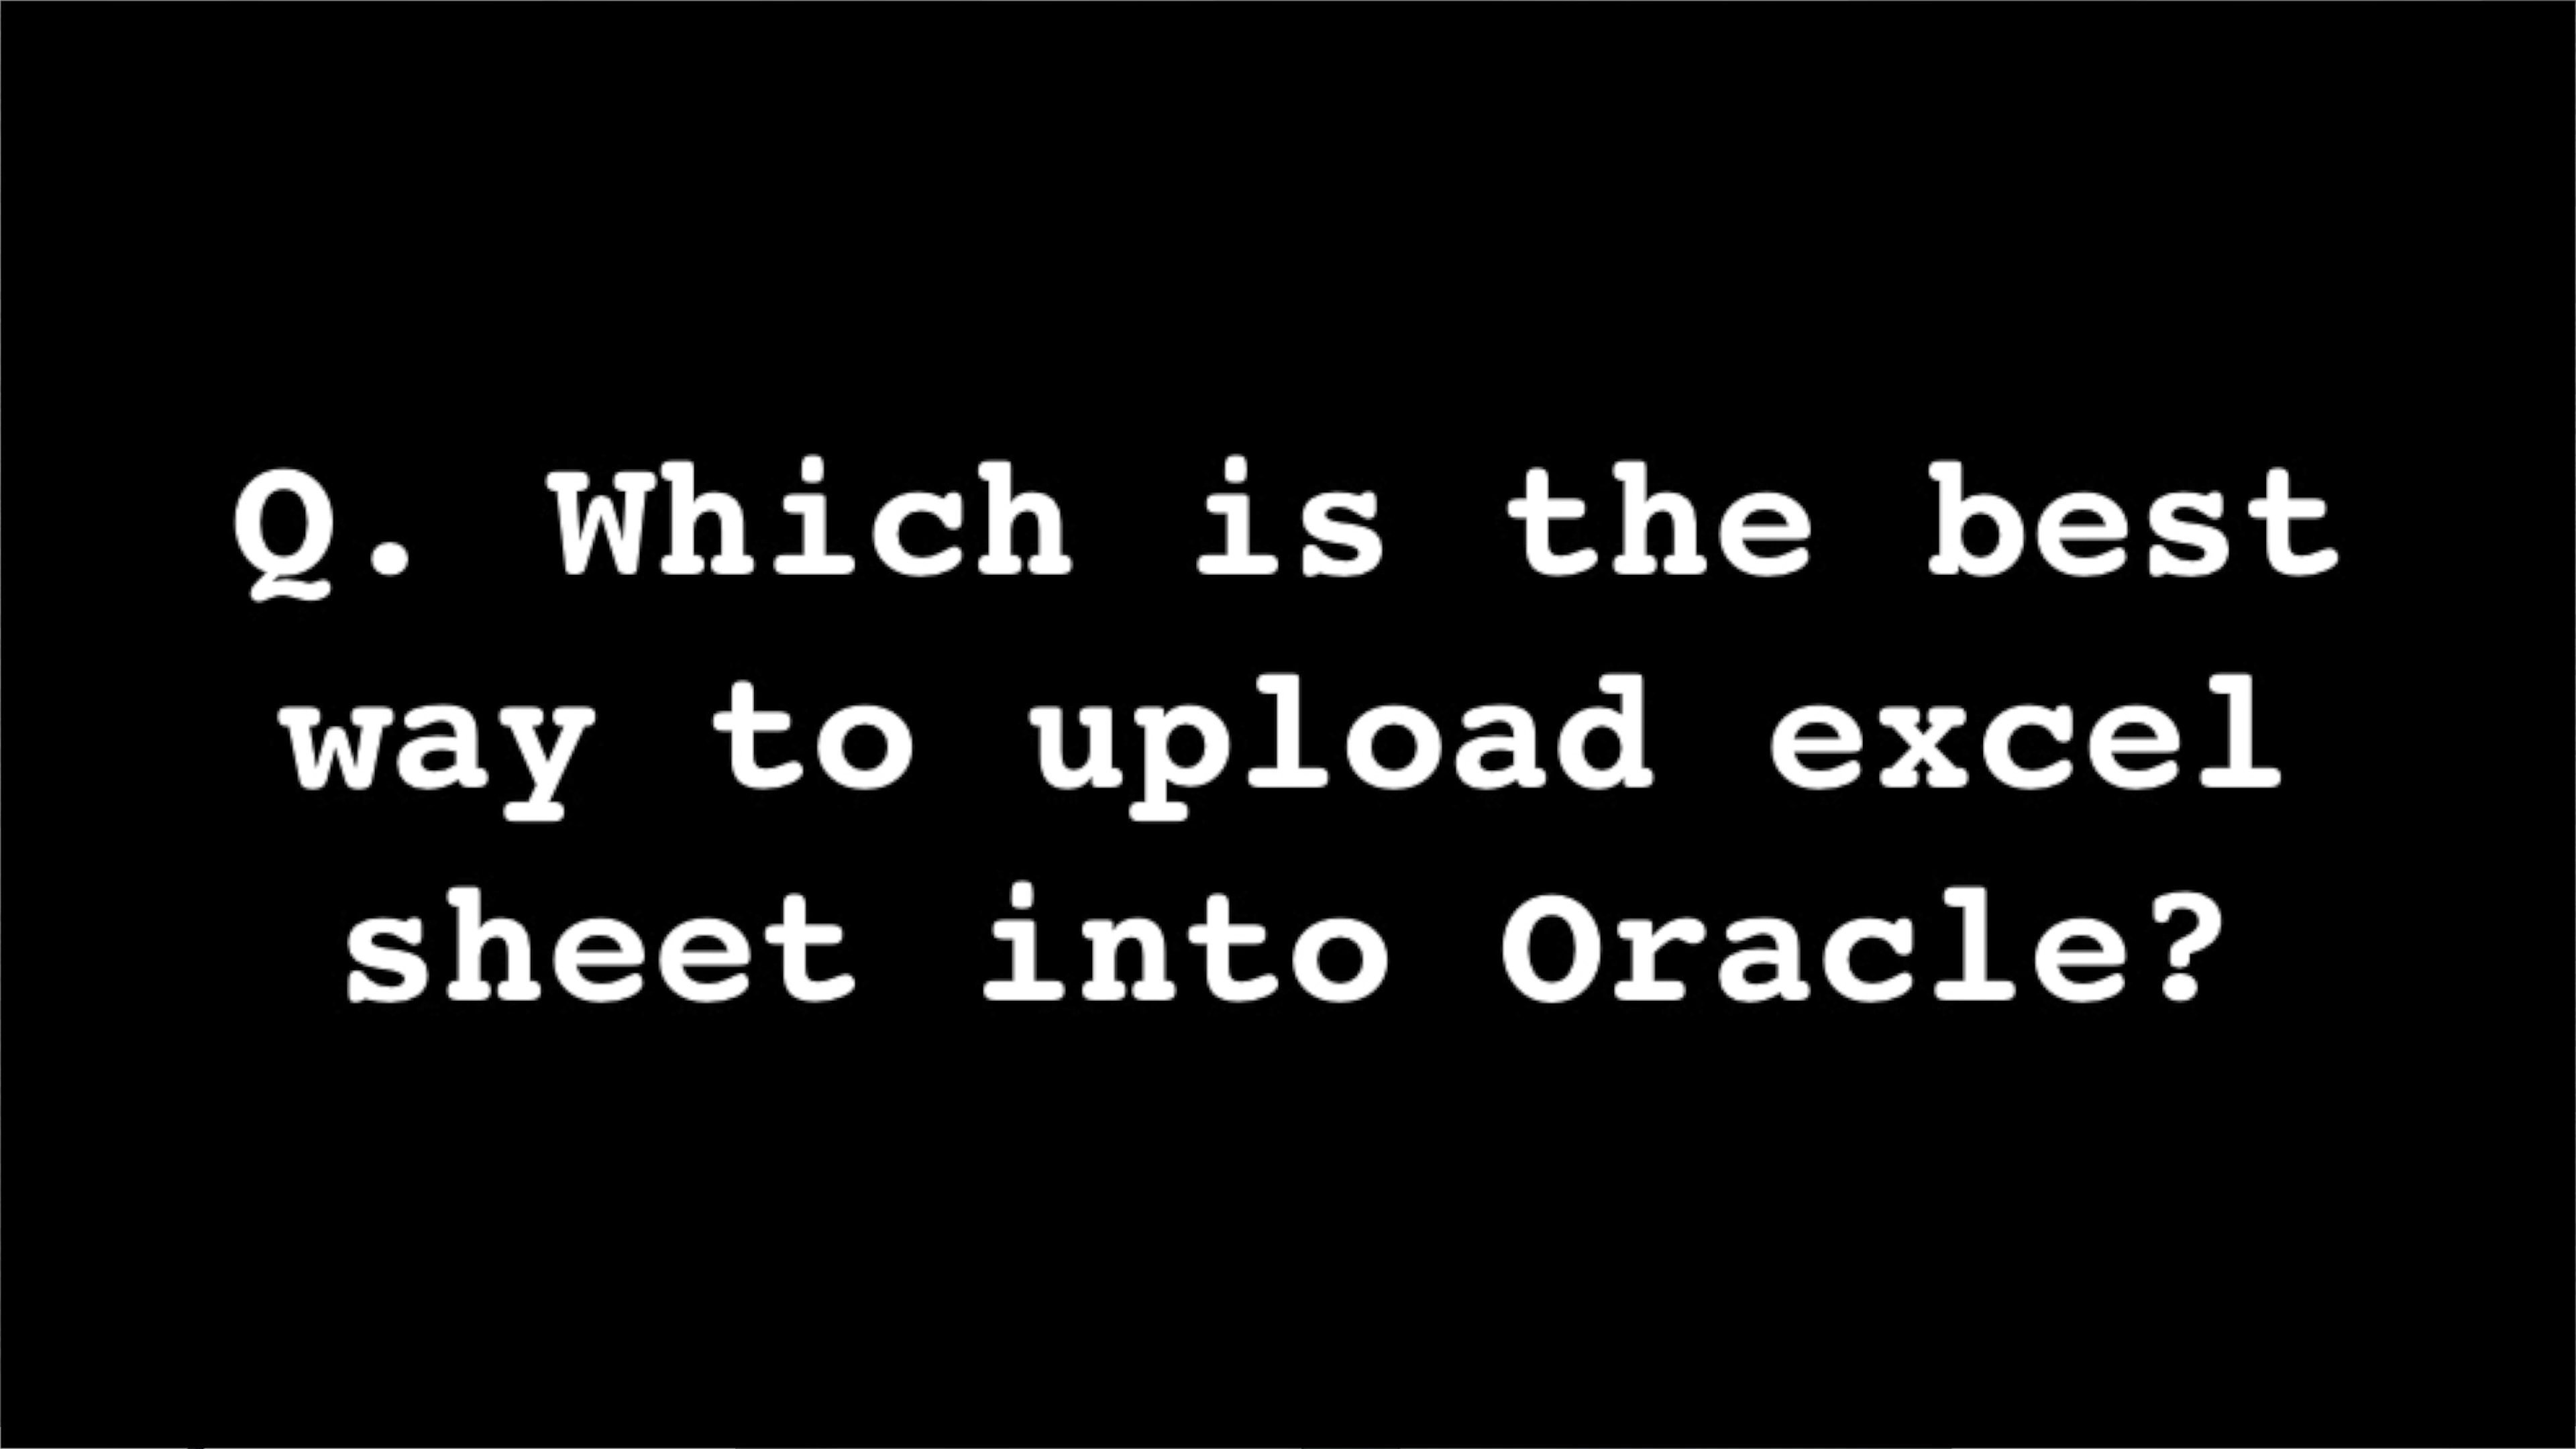 Q. Which is the best
way to upload excel
sheet into Oracle?